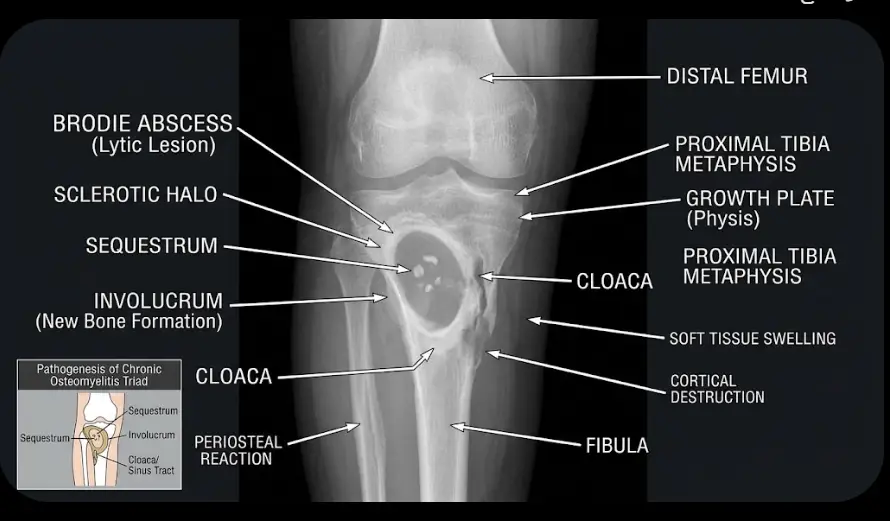 DISTAL FEMUR
BRODIE ABSCESS
(Lytic Lesion)
PROXIMAL TIBIA
METAPHYSIS
SCLEROTIC HALO
GROWTH PLATE
(Physis)
SEQUESTRUM
PROXIMAL TIBIA
METAPHYSIS
CLOACA
INVOLUCRUM
(New Bone Formation)
SOFT TISSUE SWELLING
Pathogenesis of Chronic
Osteomyelitis Triad
Sequestrum
Sequestrum
Involucrum
Cloaca/
Sinus Tract
CLOACA
CORTICAL
DESTRUCTION
PERIOSTEAL
REACTION
FIBULA